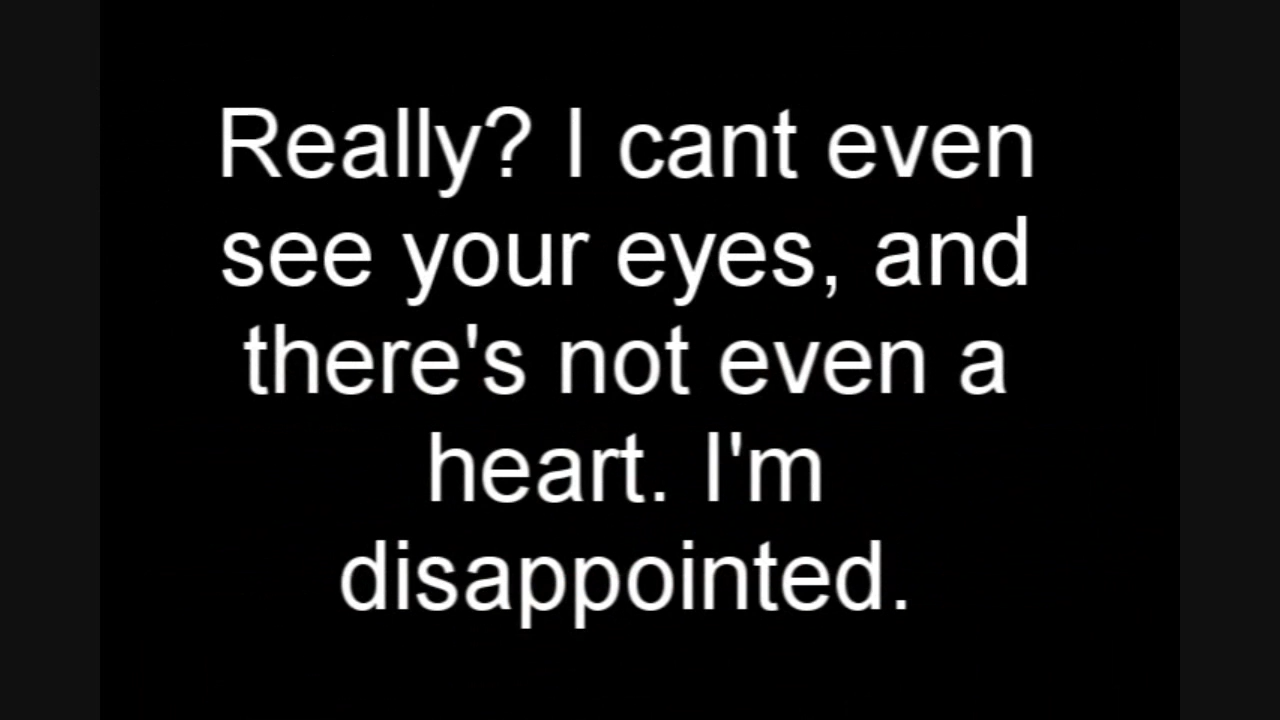 Really? I cant even
see your eyes, and
there's not even a
heart. I'm
disappointed.